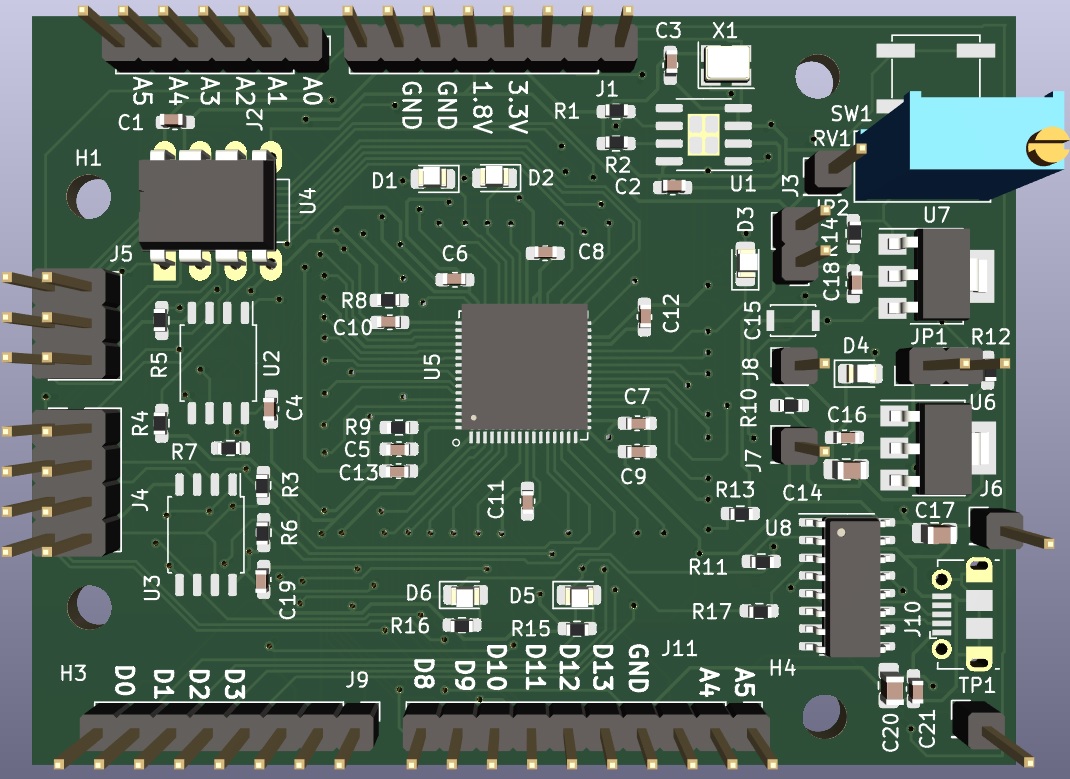 C3 X1
A5 A4 A3 A2 A1 A0
GND GND 1.8V 3.3V
J1
J2
C1
R1
R2
SW1
RV1
H1
D1
D2
C2
U1
J3
U4
D3
JP2
U7
R14
J5
C6
C8
C18
R8
C10
C12
C15
R5
U2
U5
J8
D4
JP1
R12
C4
R4
R7
R9
C5
C13
C7
C9
R10
C16
U6
J7
J4
R3
R6
C11
R13
C14
J6
U8
C17
R11
U3
C19
D6
D5
R16
R15
R17
J10
H3
D0 D1 D2 D3
J9
D8 D9 D10 D11 D12 D13 GND
J11
A4 A5
H4
TP1
C20
C21